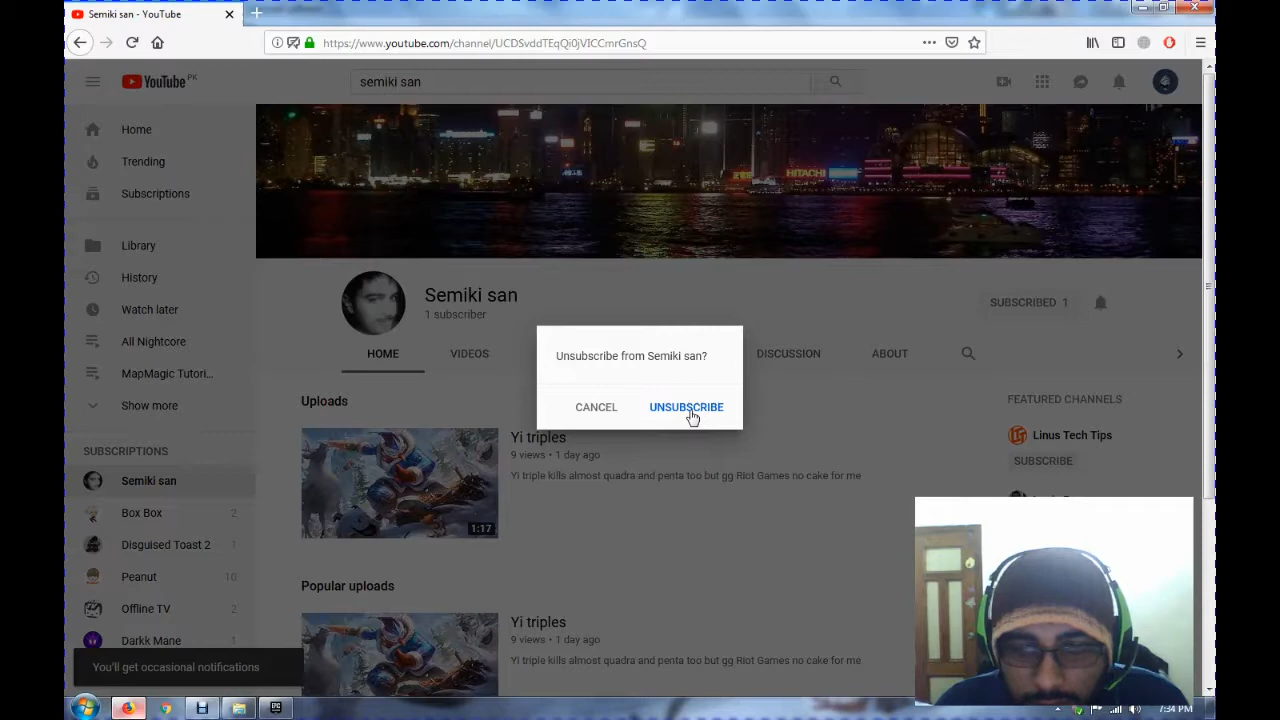 Semiki san - YouTube
https://www.youtube.com/channel/UCDSvddTEqQi0jVICCmrGnsQ
YouTube PK
semiki san
Home
Trending
Subscriptions
Library
History
Watch later
All Nightcore
MapMagic Tutori...
Show more
SUBSCRIPTIONS
Semiki san
Box Box 2
Disguised Toast 2 1
Peanut 10
Offline TV 2
Darkk Mane 1
You'll get occasional notifications
HITACHI
Semiki san
1 subscriber
SUBSCRIBED 1
HOME
VIDEOS
DISCUSSION
ABOUT
Unsubscribe from Semiki san?
CANCEL
UNSUBSCRIBE
Uploads
1:17
Yi triples
9 views • 1 day ago
Yi triple kills almost quadra and penta too but gg Riot Games no cake for me
Popular uploads
Yi triples
9 views • 1 day ago
Yi triple kills almost quadra and penta too but gg Riot Games no cake for me
FEATURED CHANNELS
Linus Tech Tips
SUBSCRIBE
7:34 PM